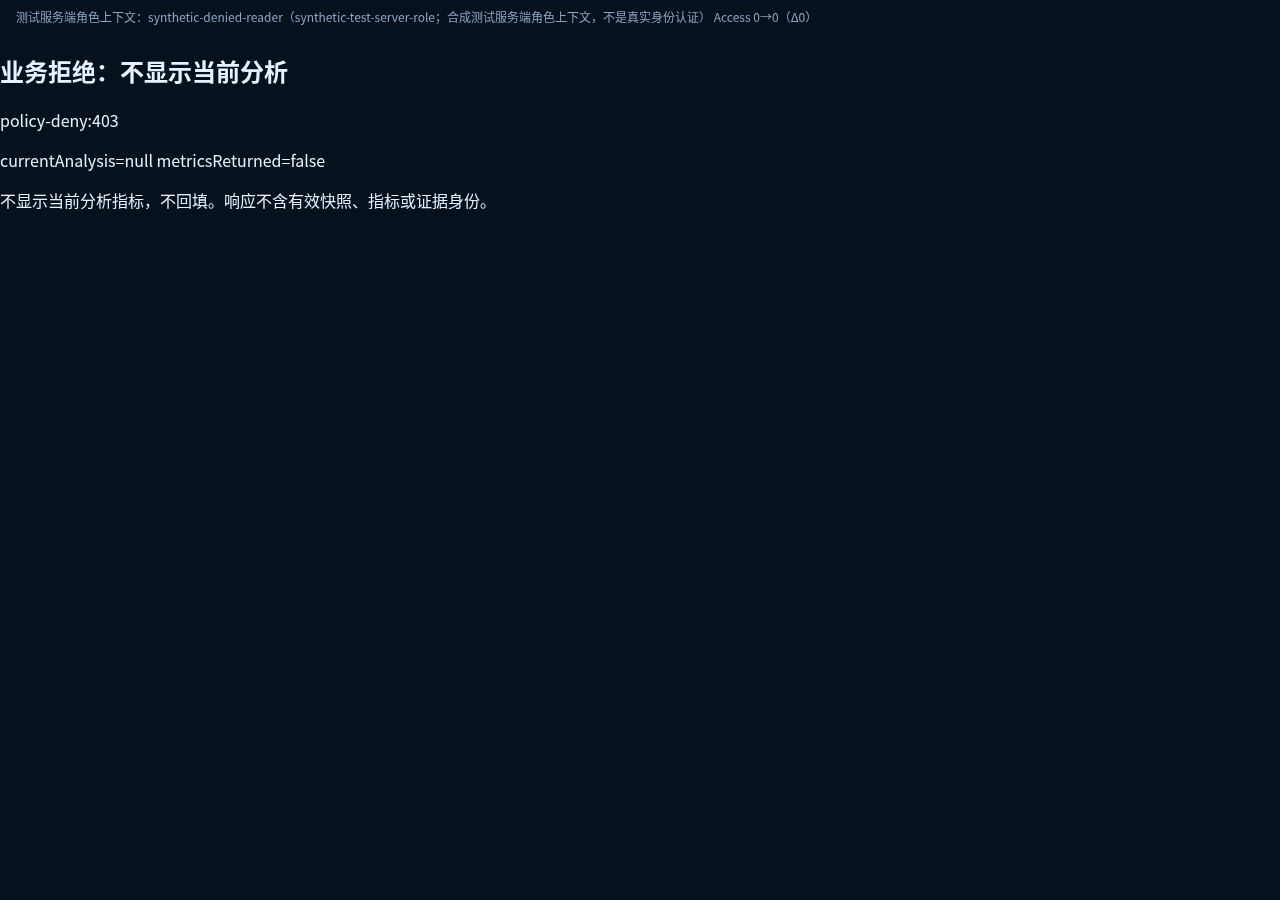 测试服务端角色上下文：synthetic-denied-reader（synthetic-test-server-role；合成测试服务端角色上下文，不是真实身份认证） Access 0→0（Δ0）
业务拒绝：不显示当前分析
policy-deny:403
currentAnalysis=null metricsReturned=false
不显示当前分析指标，不回填。响应不含有效快照、指标或证据身份。